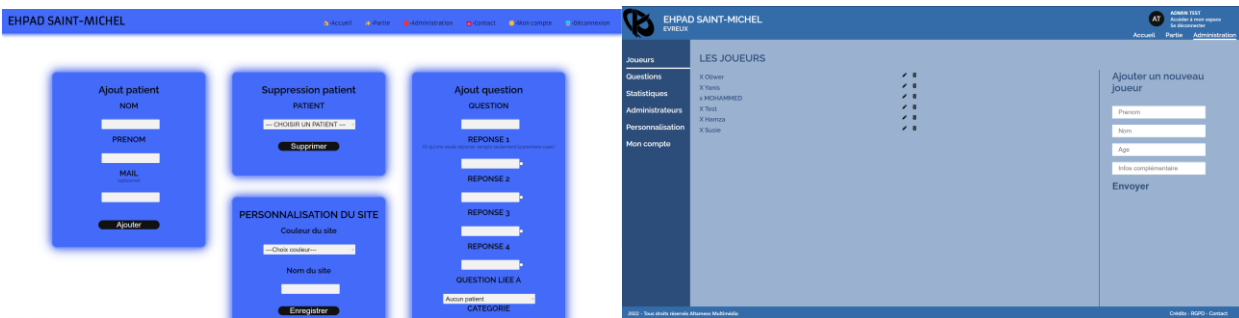 EHPAD SAINT-MICHEL
Accueil
Partie
Administration
Contact
Mon compte
Déconnexion
Ajout patient
NOM
PRENOM
MAIL
Ajouter
Suppression patient
PATIENT
--- CHOISIR UN PATIENT ---
Supprimer
PERSONNALISATION DU SITE
Couleur du site
---Choix couleur---
Nom du site
Enregistrer
Ajout question
QUESTION
REPONSE 1
REPONSE 2
REPONSE 3
REPONSE 4
QUESTION LIEE A
Aucun patient
CATEGORIE
EHPAD SAINT-MICHEL
EVREUX
AT
ADMIN TEST
Accéder à mon espace
Se déconnecter
Accueil Partie Administration
Joueurs
Questions
Statistiques
Administrateurs
Personnalisation
Mon compte
LES JOUEURS
X Oliwer
X Yanis
x MOHAMMED
X Test
X Hamza
X Susie
Ajouter un nouveau
joueur
Prenom
Nom
Age
Infos complémentaire
Envoyer
2022 - Tous droits réservés Altameos Multimédia
Crédits - RGPD - Contact